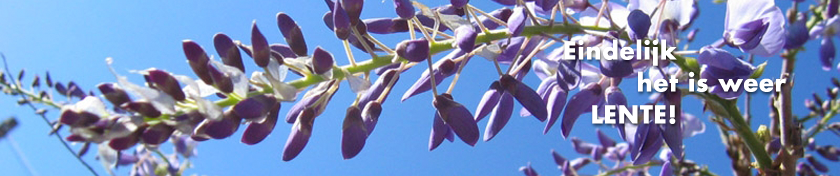 Eindelijk
het is weer
LENTE!